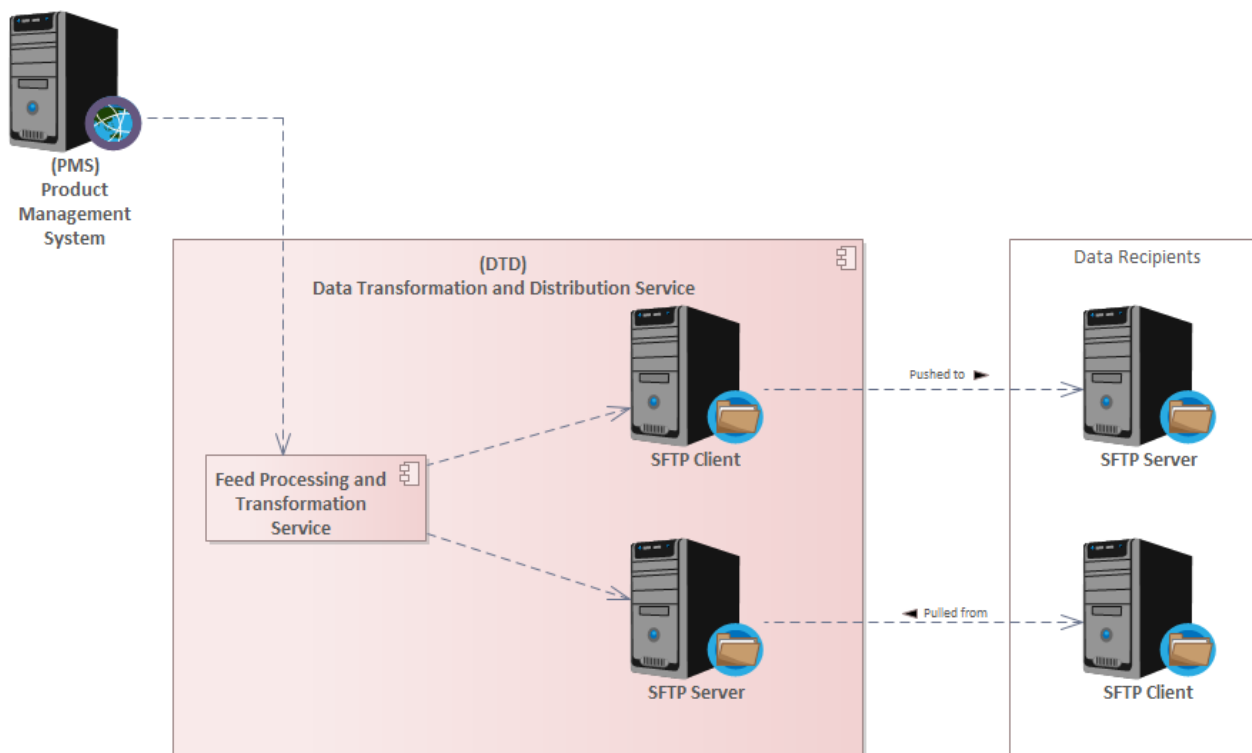 (PMS)
Product
Management
System
(DTD)
Data Transformation and Distribution Service
Data Recipients
Pushed to
SFTP Client
SFTP Server
Feed Processing and
Transformation
Service
Pulled from
SFTP Server
SFTP Client